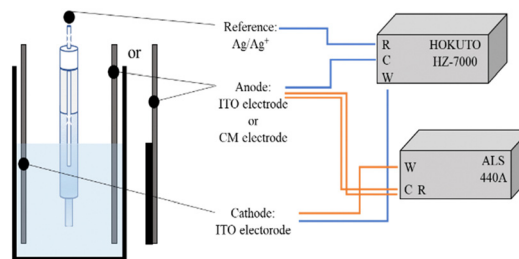 or
Reference:
Ag/Ag⁺
Anode:
ITO electrode
or
CM electrode
Cathode:
ITO electorode
R
C
W
HOKUTO
HZ-7000
W
C R
ALS
440A